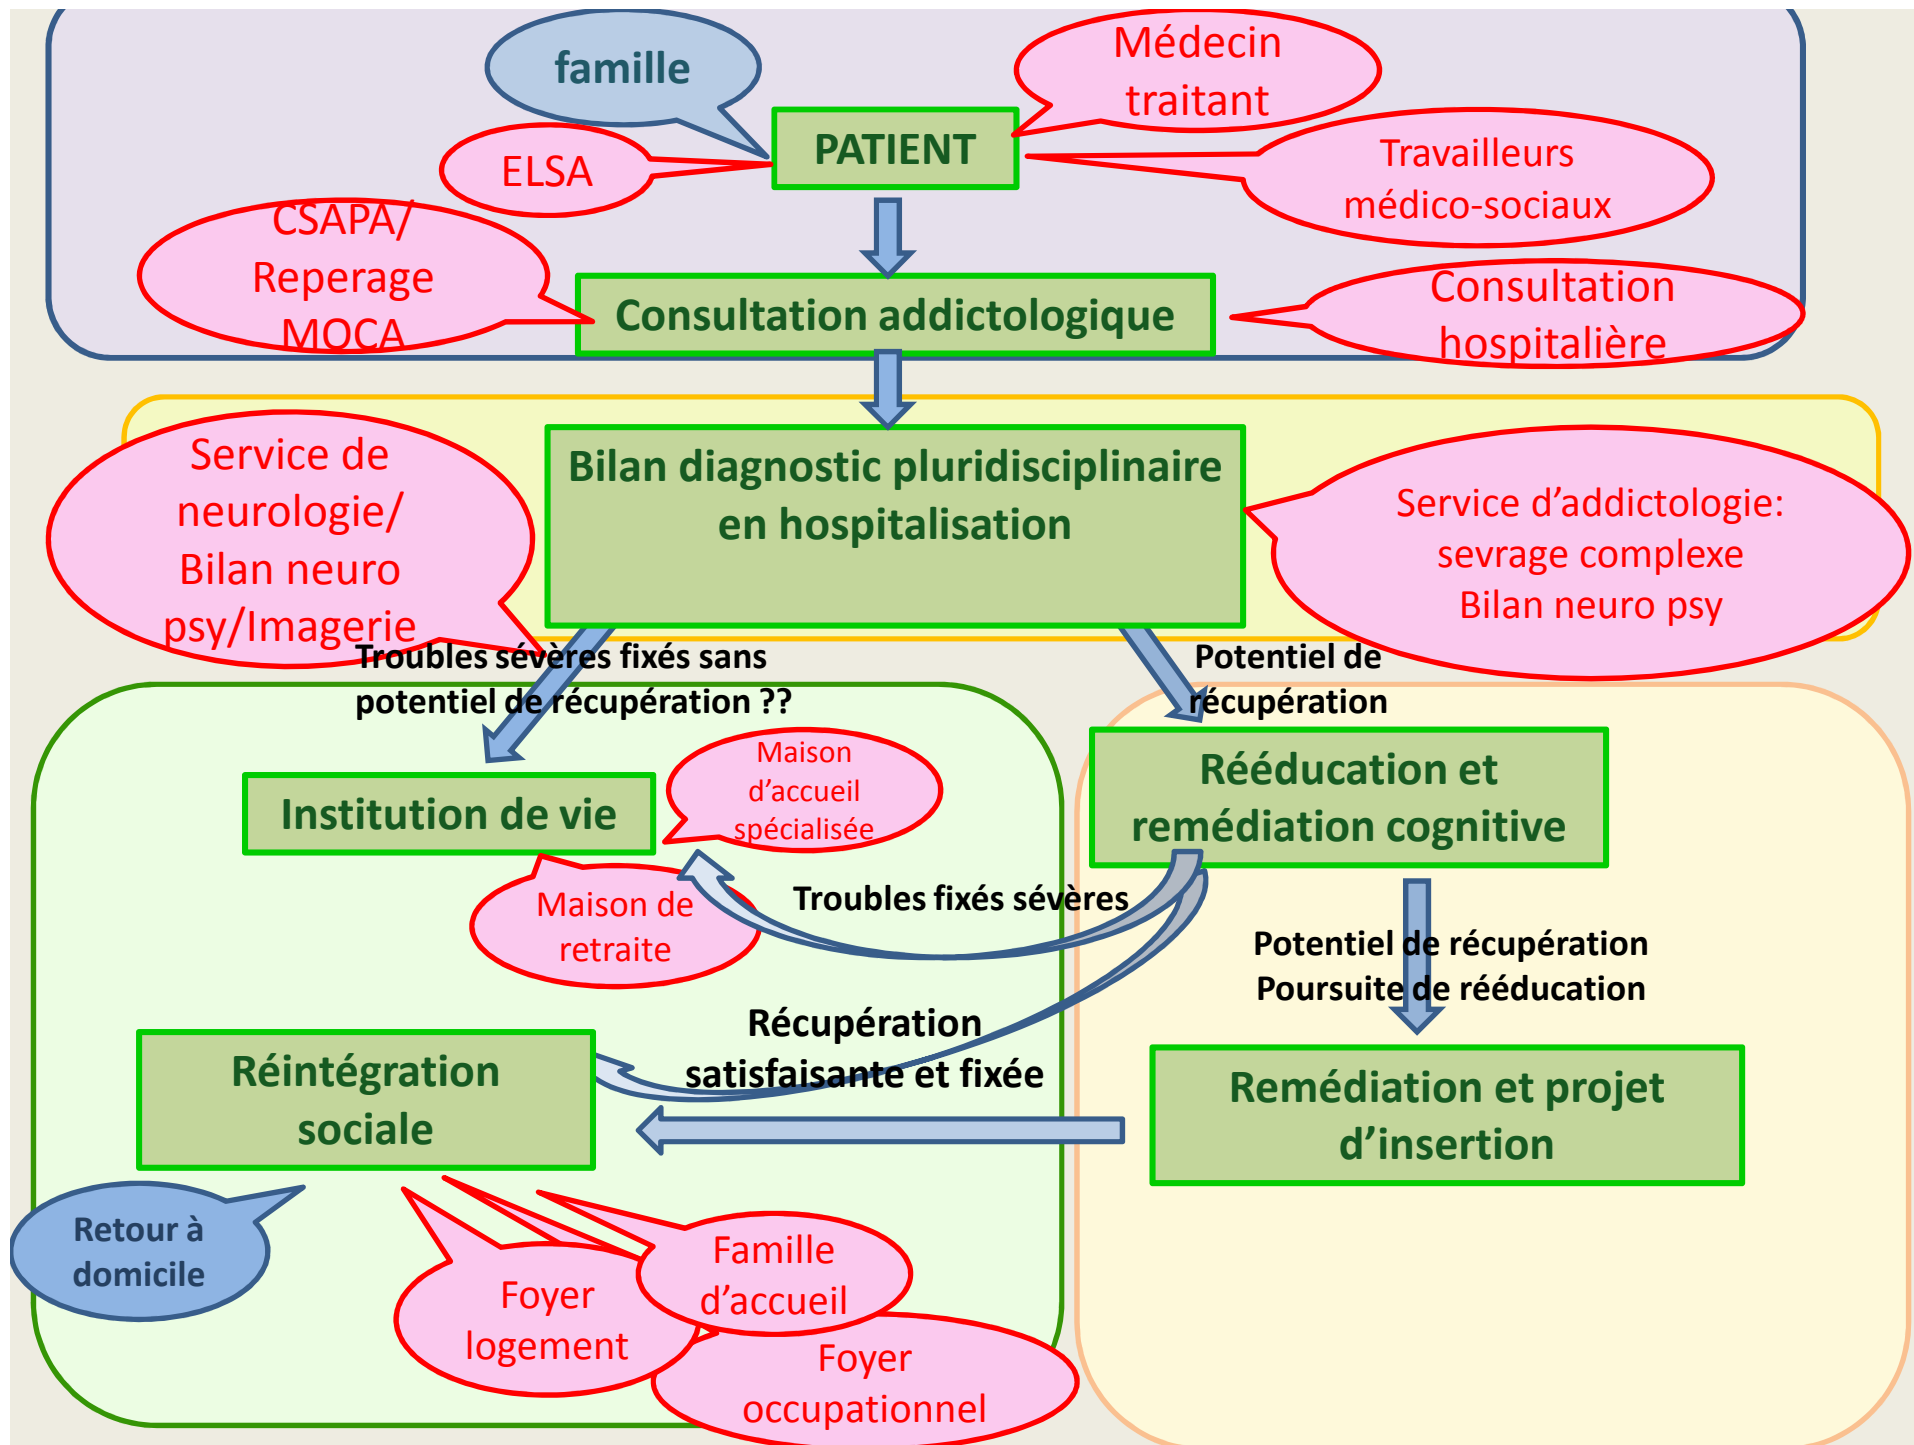 famille
Médecin
traitant
PATIENT
ELSA
Travailleurs
médico-sociaux
CSAPA/
Reperage
MOCA
Consultation addictologique
Consultation
hospitalière
Service de
neurologie/
Bilan neuro
psy/Imagerie
Bilan diagnostic pluridisciplinaire
en hospitalisation
Service d’addictologie:
sevrage complexe
Bilan neuro psy
Troubles sévères fixés sans
potentiel de récupération ??
Potentiel de
récupération
Institution de vie
Maison
d’accueil
spécialisée
Rééducation et
remédiation cognitive
Maison de
retraite
Troubles fixés sévères
Potentiel de récupération
Poursuite de rééducation
Récupération
satisfaisante et fixée
Réintégration
sociale
Remédiation et projet
d’insertion
Retour à
domicile
Foyer
logement
Famille
d’accueil
Foyer
occupationnel